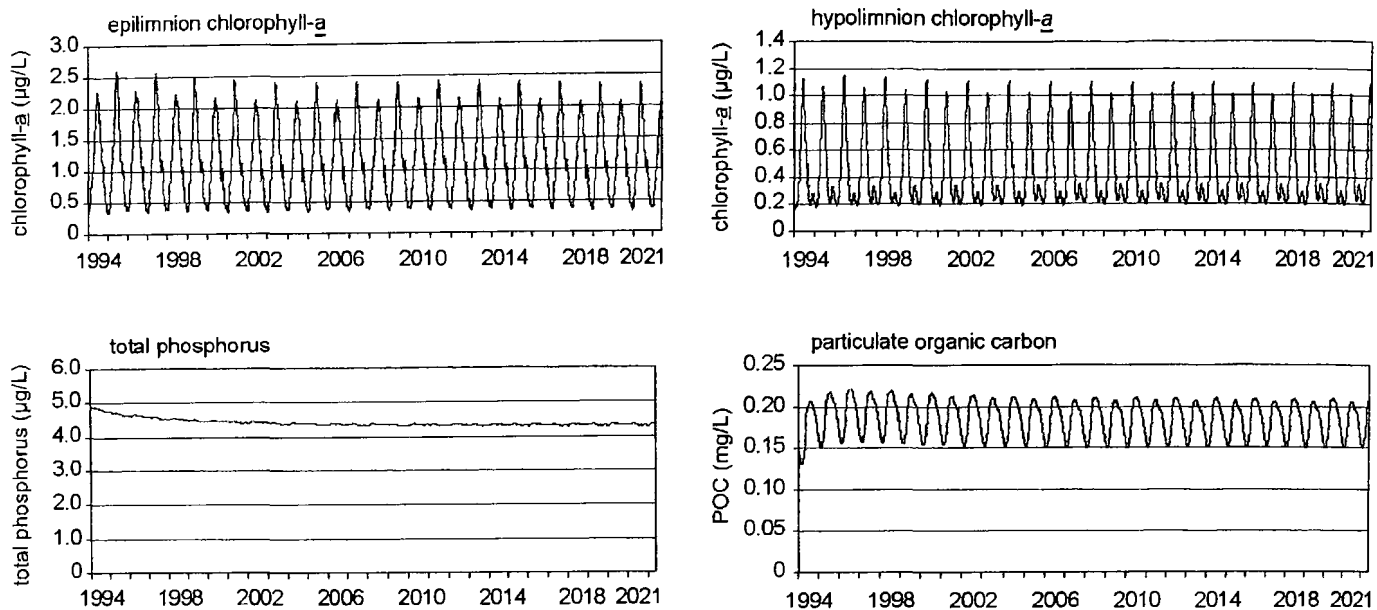 epilimnion chlorophyll-a
chlorophyll-a (µg/L)
3.0
2.5
2.0
1.5
1.0
0.5
0
1994 1998 2002 2006 2010 2014 2018 2021
hypolimnion chlorophyll-a
chlorophyll-a (µg/L)
1.4
1.2
1.0
0.8
0.6
0.4
0.2
0
1994 1998 2002 2006 2010 2014 2018 2021
total phosphorus
total phosphorus (µg/L)
6.0
5.0
4.0
3.0
2.0
1.0
0
1994 1998 2002 2006 2010 2014 2018 2021
particulate organic carbon
POC (mg/L)
0.25
0.20
0.15
0.10
0.05
0
1994 1998 2002 2006 2010 2014 2018 2021